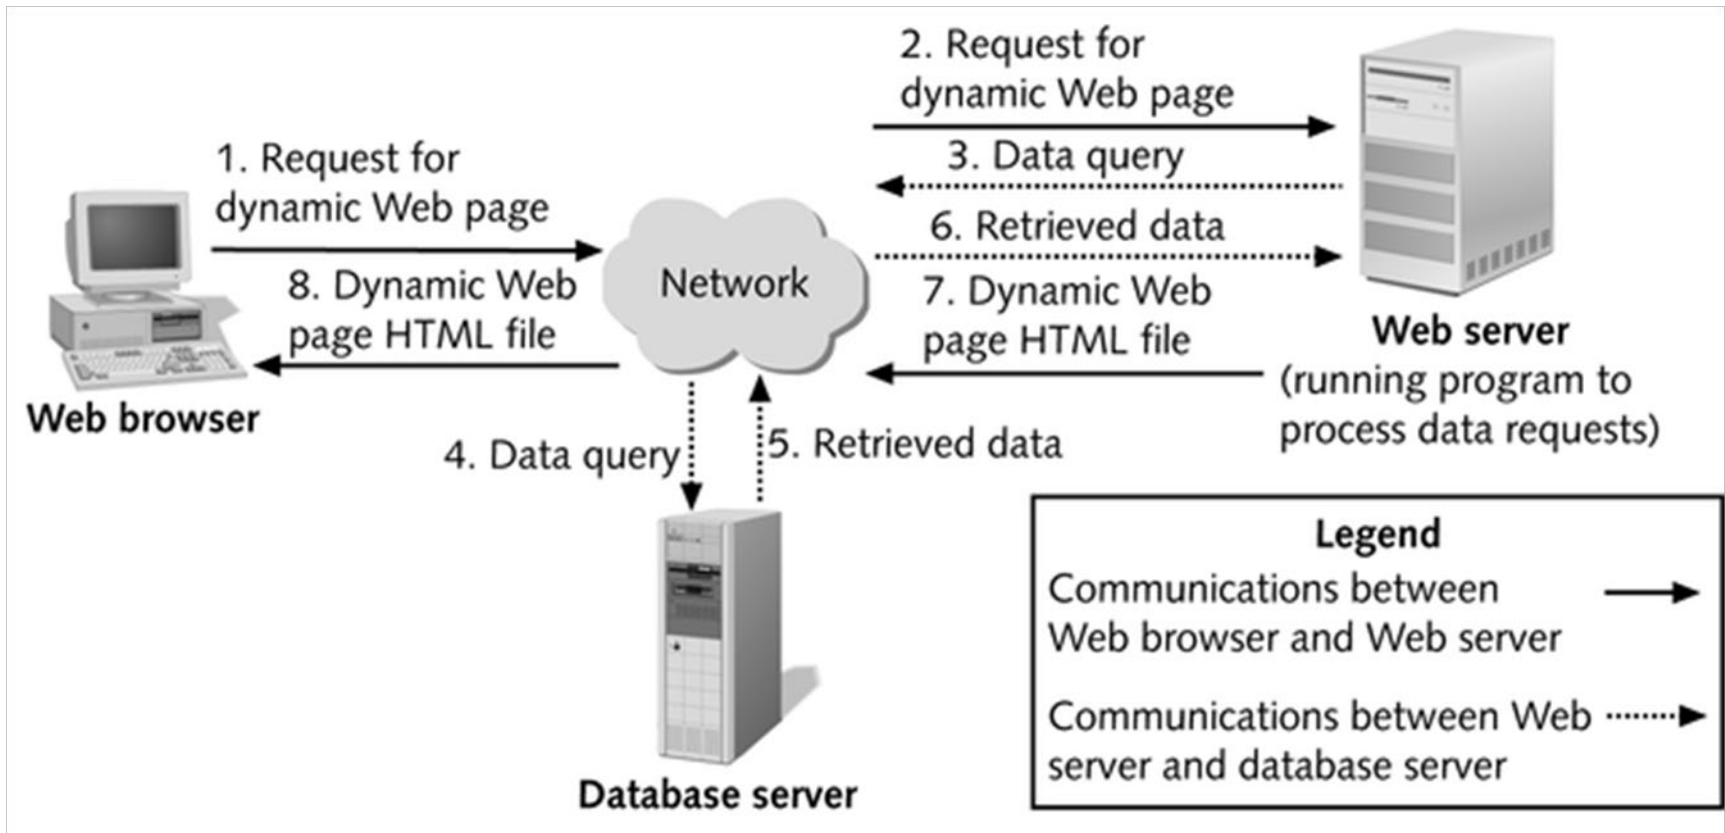 2. Request for
dynamic Web page
1. Request for
dynamic Web page
3. Data query
6. Retrieved data
Network
8. Dynamic Web
page HTML file
7. Dynamic Web
page HTML file
Web server
(running program to
process data requests)
Web browser
4. Data query
5. Retrieved data
Database server
Legend
Communications between
Web browser and Web server
Communications between Web
server and database server